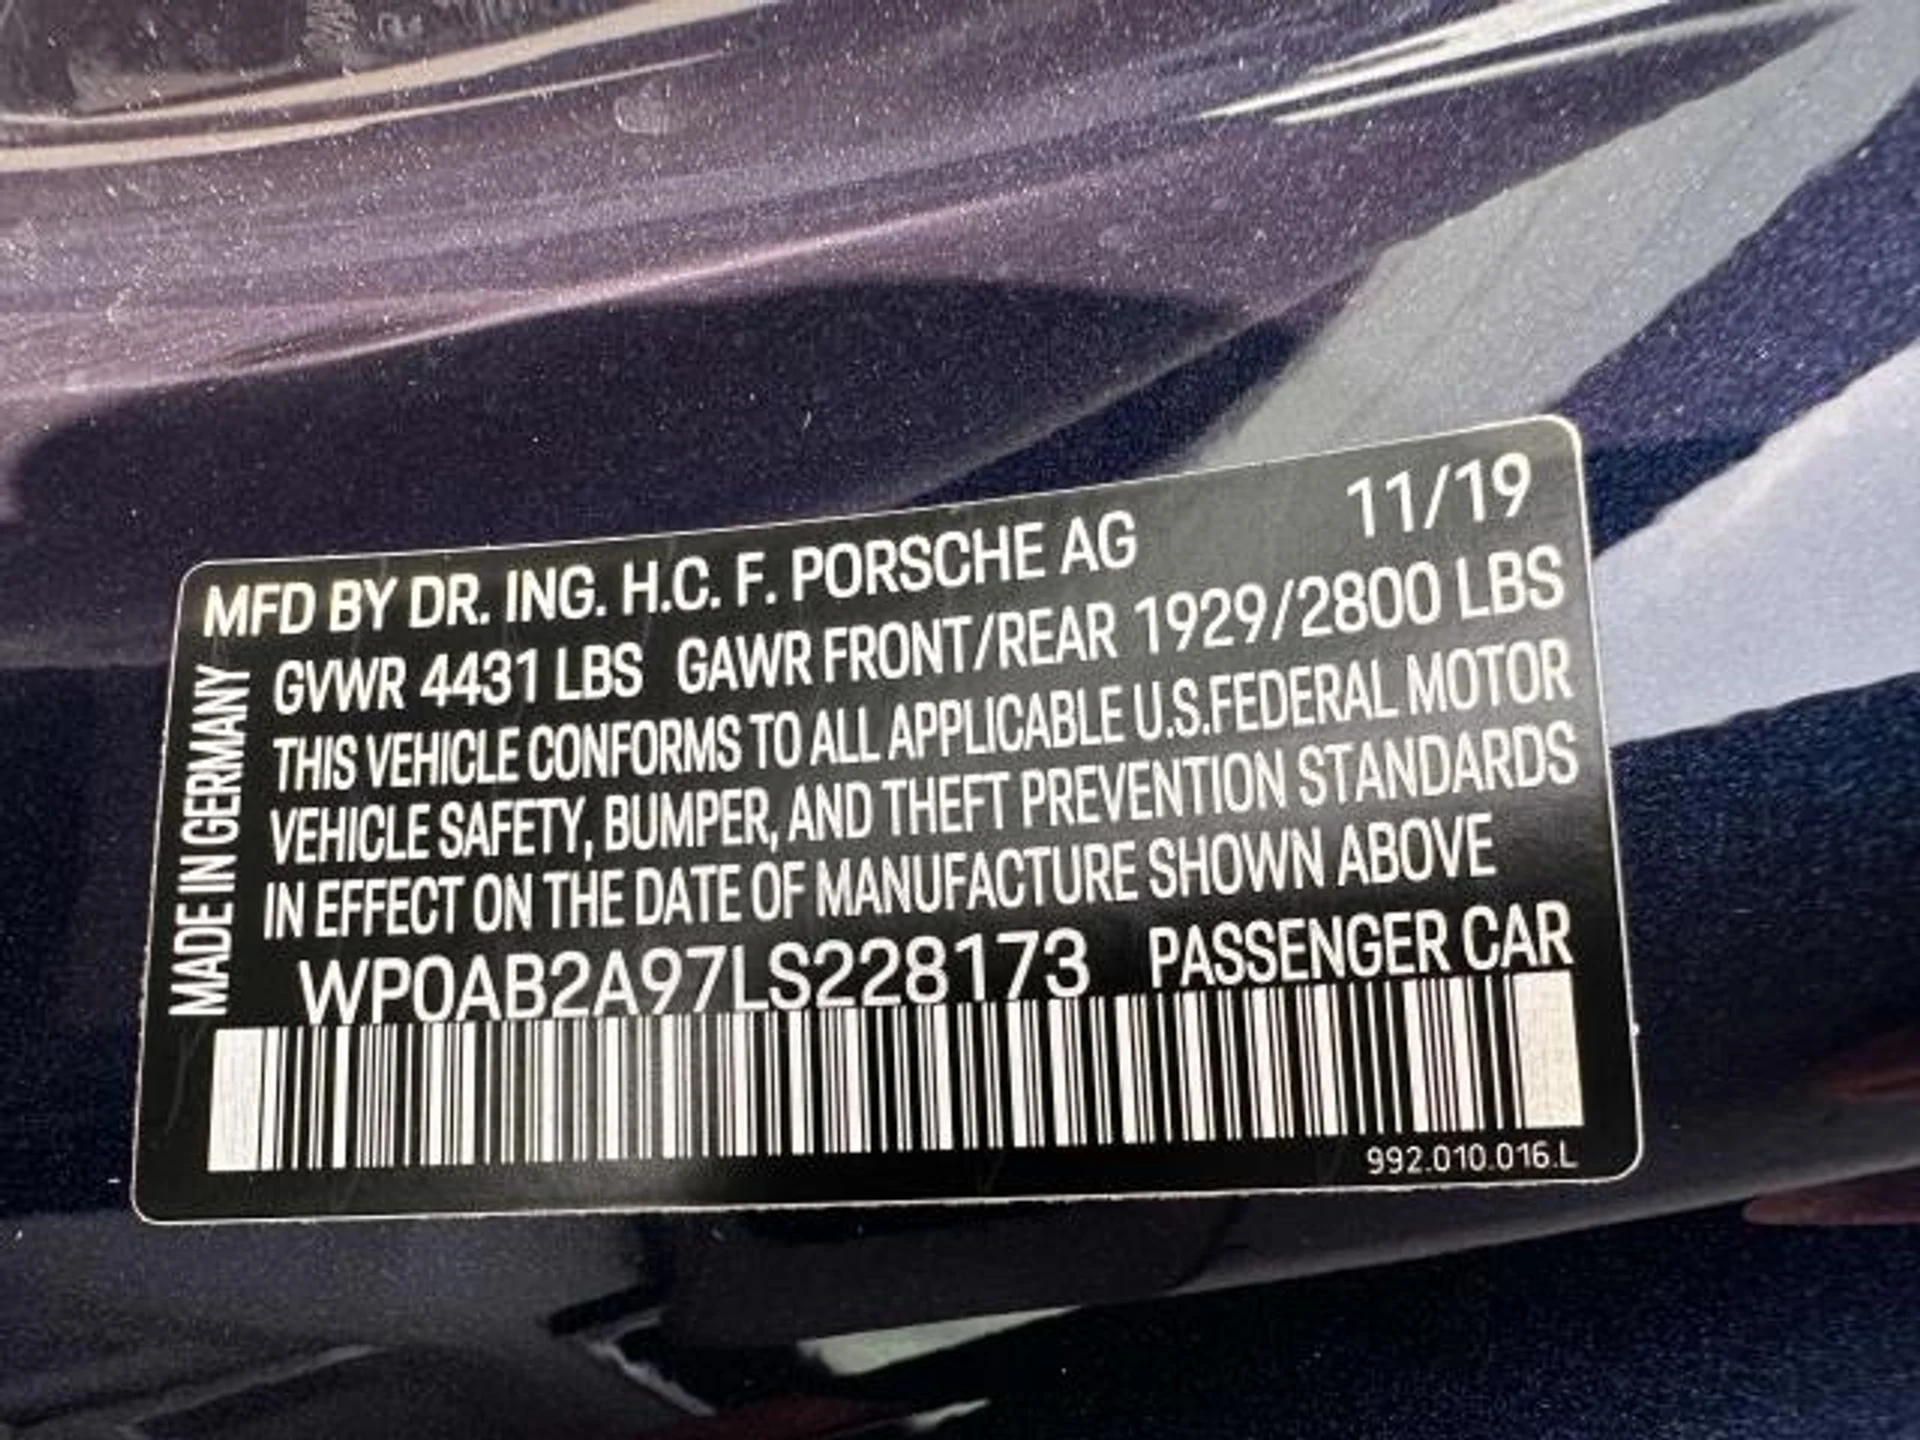 MFD BY DR. ING. H.C. F. PORSCHE AG 11/19
GVWR 4431 LBS GAWR FRONT/REAR 1929/2800 LBS
THIS VEHICLE CONFORMS TO ALL APPLICABLE U.S.FEDERAL MOTOR
VEHICLE SAFETY, BUMPER, AND THEFT PREVENTION STANDARDS
IN EFFECT ON THE DATE OF MANUFACTURE SHOWN ABOVE
WP0AB2A97LS228173 PASSENGER CAR
MADE IN GERMANY
992.010.016.L